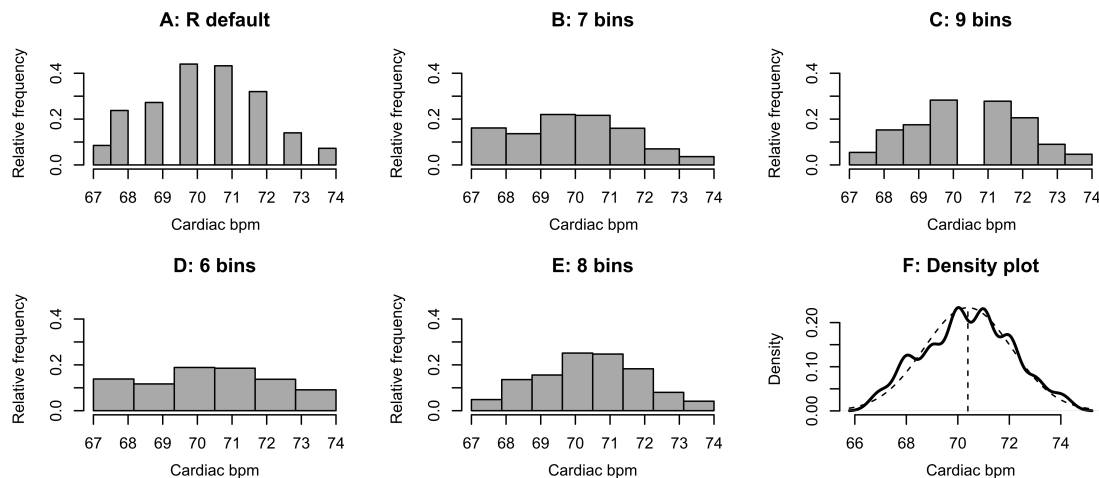 A: R default
Relative frequency
0.0 0.2 0.4
67 68 69 70 71 72 73 74
Cardiac bpm
B: 7 bins
Relative frequency
0.0 0.2 0.4
67 68 69 70 71 72 73 74
Cardiac bpm
C: 9 bins
Relative frequency
0.0 0.2 0.4
67 68 69 70 71 72 73 74
Cardiac bpm
D: 6 bins
Relative frequency
0.0 0.2 0.4
67 68 69 70 71 72 73 74
Cardiac bpm
E: 8 bins
Relative frequency
0.0 0.2 0.4
67 68 69 70 71 72 73 74
Cardiac bpm
F: Density plot
Density
0.00 0.10 0.20
66 68 70 72 74
Cardiac bpm